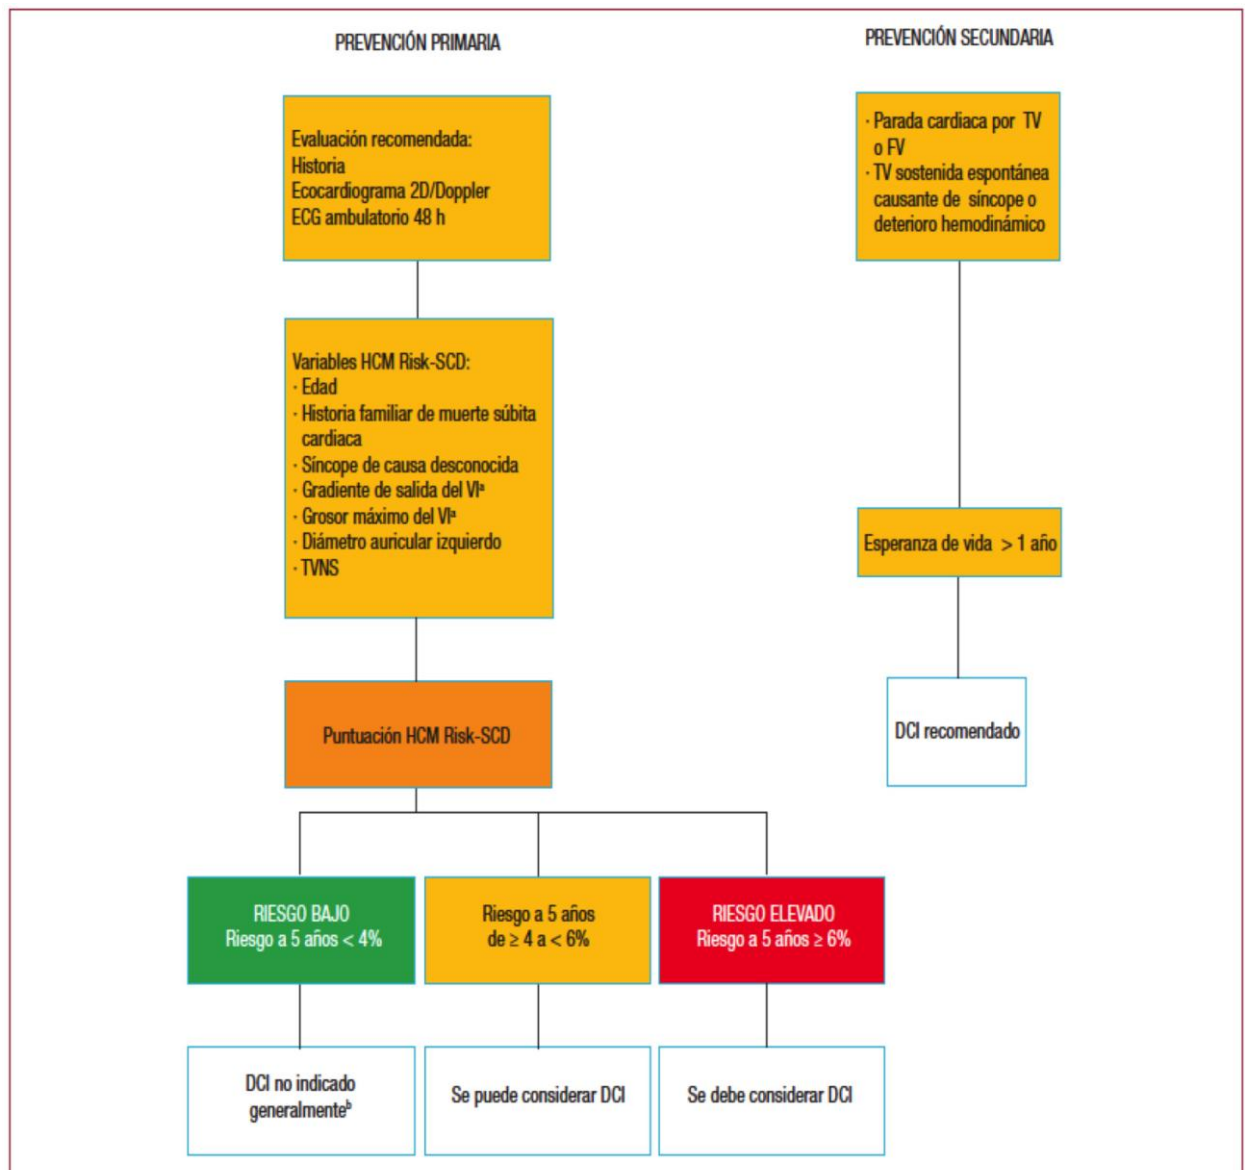 PREVENCIÓN PRIMARIA
Evaluación recomendada:
Historia
Ecocardiograma 2D/Doppler
ECG ambulatorio 48 h
Variables HCM Risk-SCD:
· Edad
· Historia familiar de muerte súbita
cardiaca
· Síncope de causa desconocida
· Gradiente de salida del VIª
· Grosor máximo del VIª
· Diámetro auricular izquierdo
· TVNS
Puntuación HCM Risk-SCD
RIESGO BAJO
Riesgo a 5 años < 4%
Riesgo a 5 años
de ≥ 4 a < 6%
RIESGO ELEVADO
Riesgo a 5 años ≥ 6%
DCI no indicado
generalmenteᵇ
Se puede considerar DCI
Se debe considerar DCI
PREVENCIÓN SECUNDARIA
· Parada cardiaca por TV
o FV
· TV sostenida espontánea
causante de síncope o
deterioro hemodinámico
Esperanza de vida > 1 año
DCI recomendado